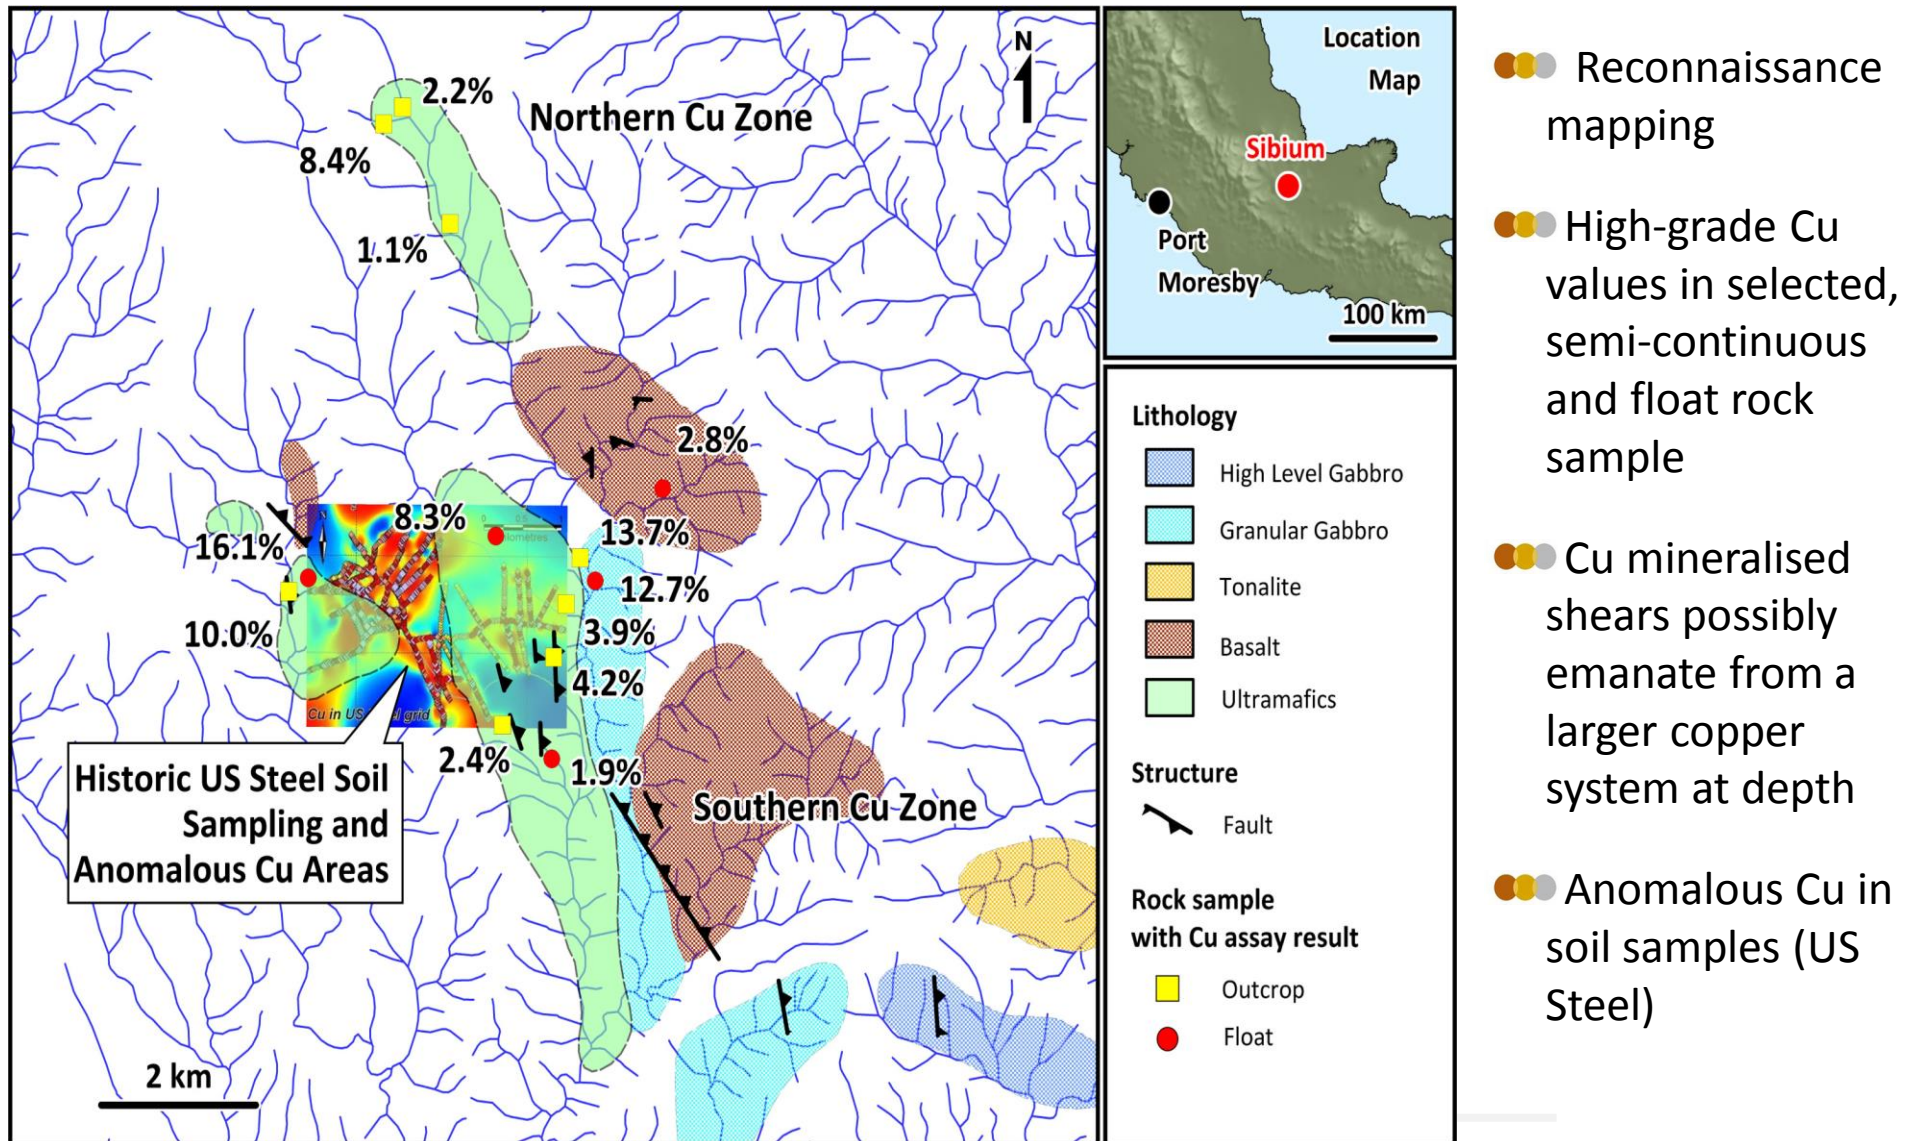 N
2.2%
Northern Cu Zone
8.4%
1.1%
2.8%
8.3%
16.1%
13.7%
12.7%
10.0%
3.9%
4.2%
Cu in US
grid
2.4%
1.9%
Historic US Steel Soil
Sampling and
Anomalous Cu Areas
Southern Cu Zone
2 km
Location
Map
Sibium
Port
Moresby
100 km
Lithology
High Level Gabbro
Granular Gabbro
Tonalite
Basalt
Ultramafics
Structure
Fault
Rock sample
with Cu assay result
Outcrop
Float
Reconnaissance
mapping
High-grade Cu
values in selected,
semi-continuous
and float rock
sample
Cu mineralised
shears possibly
emanate from a
larger copper
system at depth
Anomalous Cu in
soil samples (US
Steel)